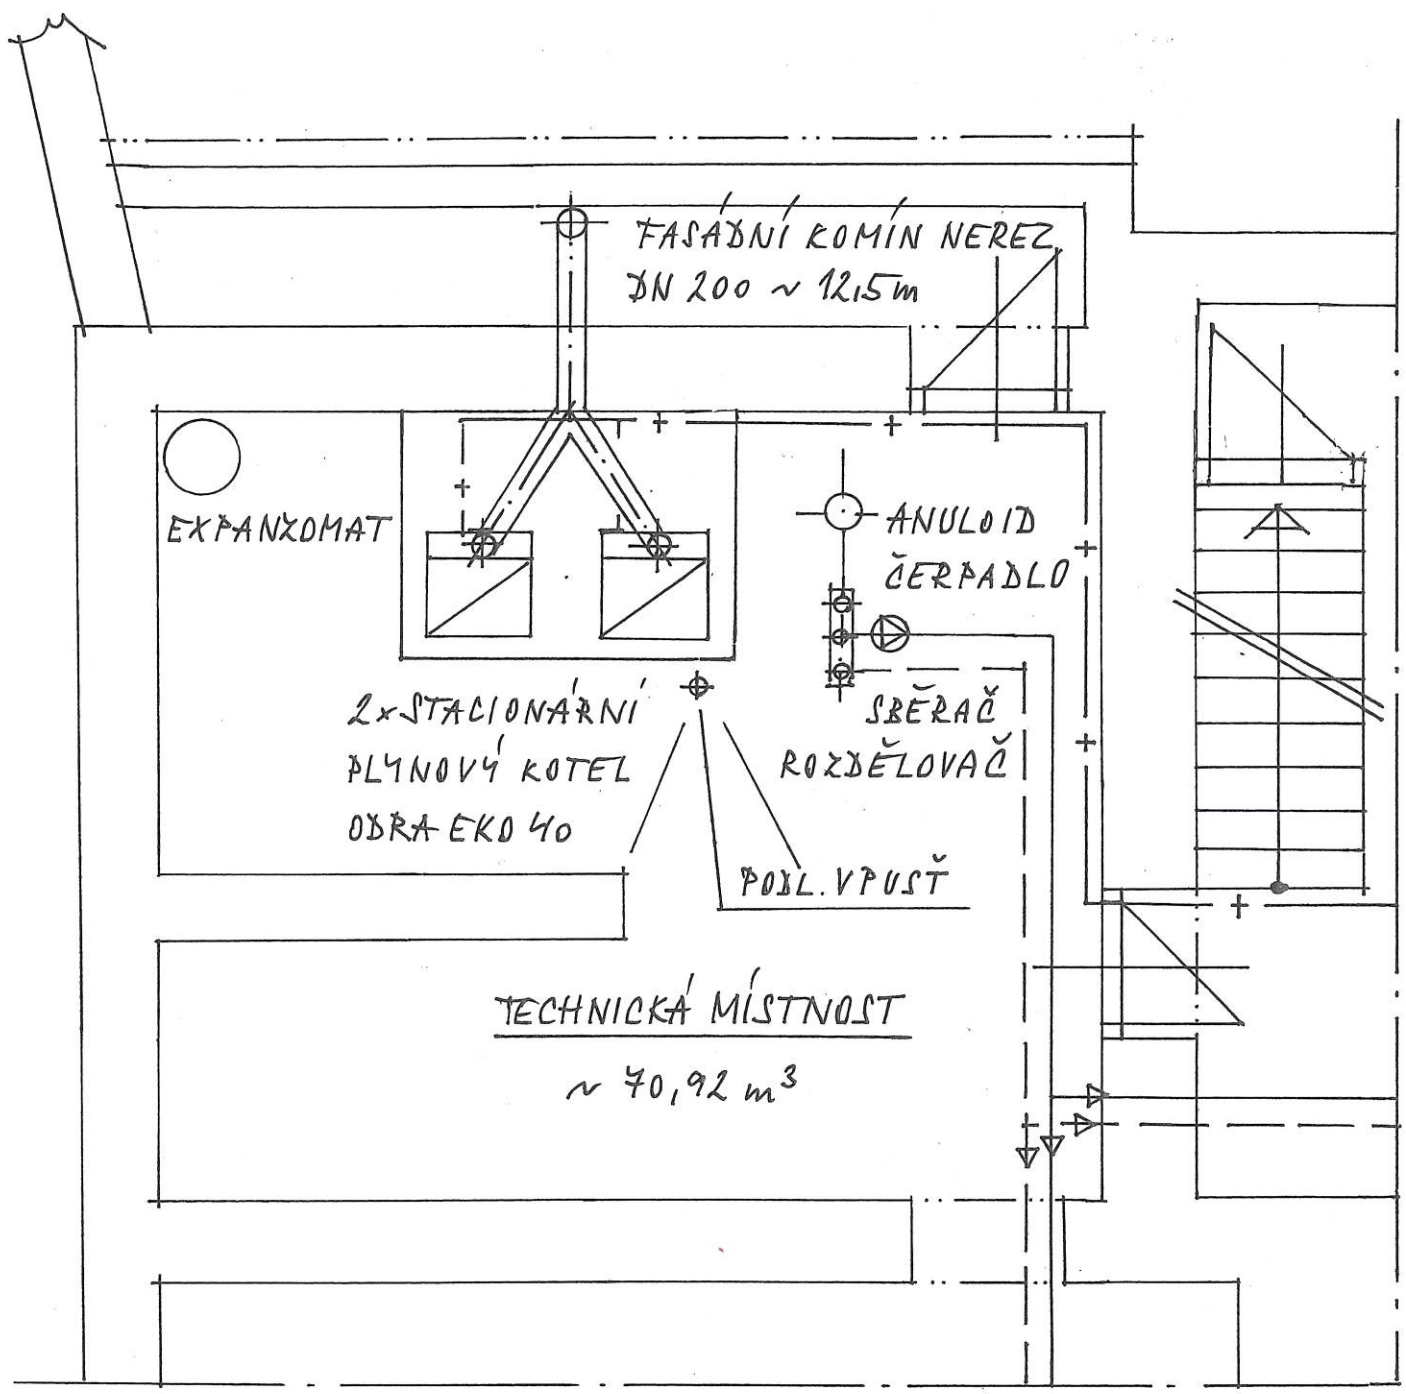 FASÁDNÍ KOMÍN NEREZ
DN 200 ~ 12,5m
EXPANZOMAT
ANULOID
ČERPADLO
2x STACIONÁRNÍ
PLYNOVÝ KOTEL
ODRA EKO 40
SBĚRAČ
ROZDĚLOVAČ
PODL. VPUSŤ
TECHNICKÁ MÍSTNOST
~ 70,92 m³